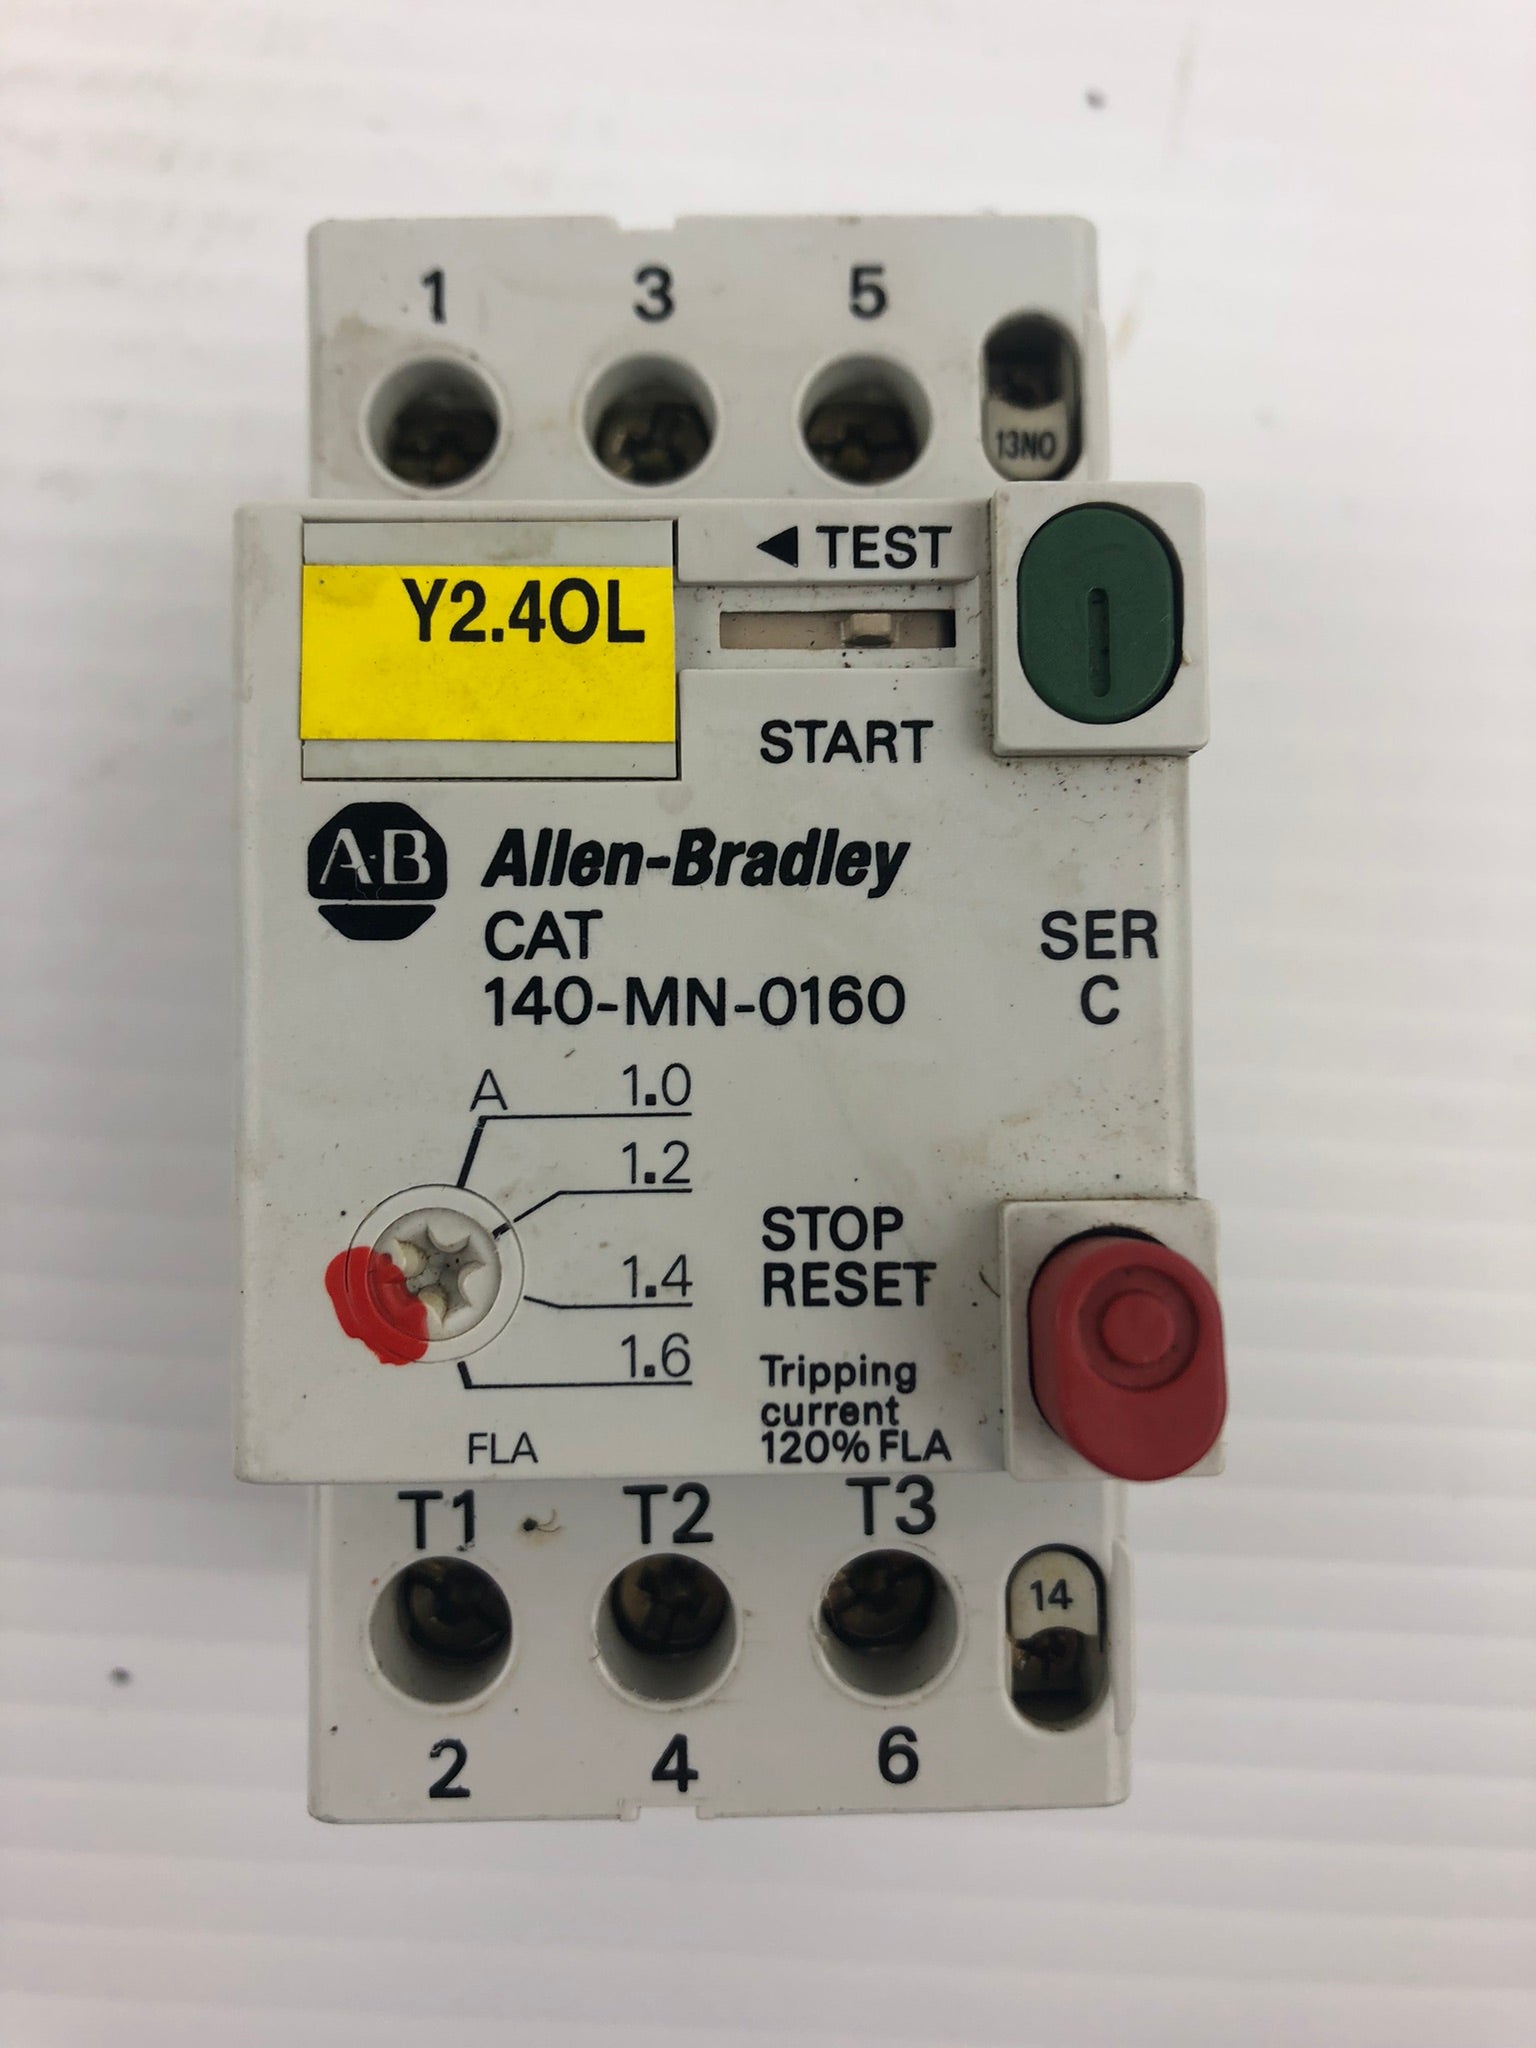 1 3 5
13NO
TEST
Y2.4OL
START
AB Allen-Bradley
CAT SER
140-MN-0160 C
A 1.0
1.2
1.4
1.6
FLA
STOP
RESET
Tripping
current
120% FLA
T1 T2 T3
14
2 4 6